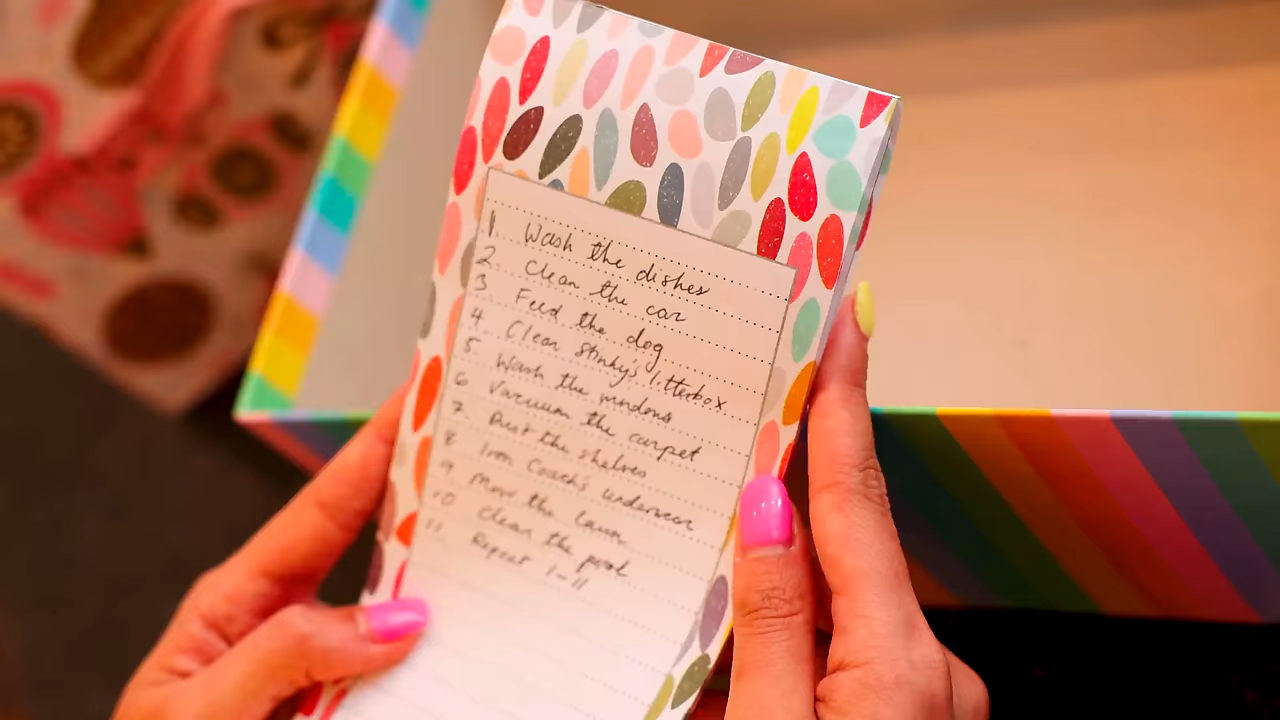 1 Wash the dishes
2 Clean the car
3 Feed the dog
4 Clean Stinky's litterbox
5. Wash the windows
6 Vacuum the carpet
7. Dust the shelves
8 Iron Coach's underwear
9 Mow the lawn
10 Clean the pool
11. Repeat 1-11